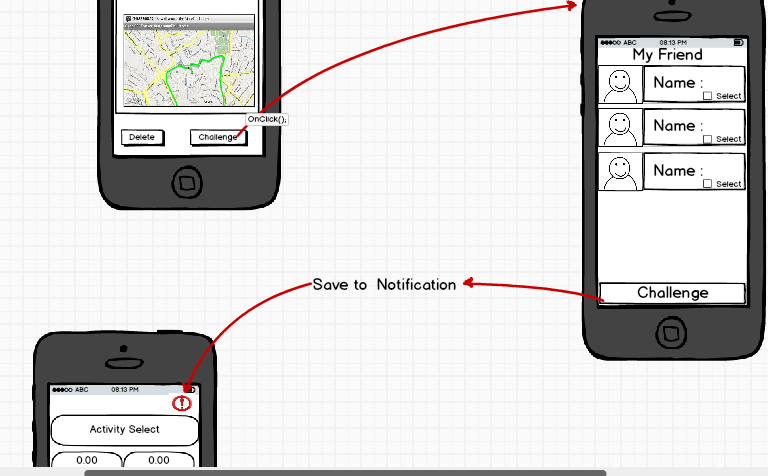 Delete
Challenge
OnClick();
ABC 08:13 PM
My Friend
Name :
Select
Name :
Select
Name :
Select
Challenge
Save to Notification
ABC 08:13 PM
Activity Select
0.00 0.00